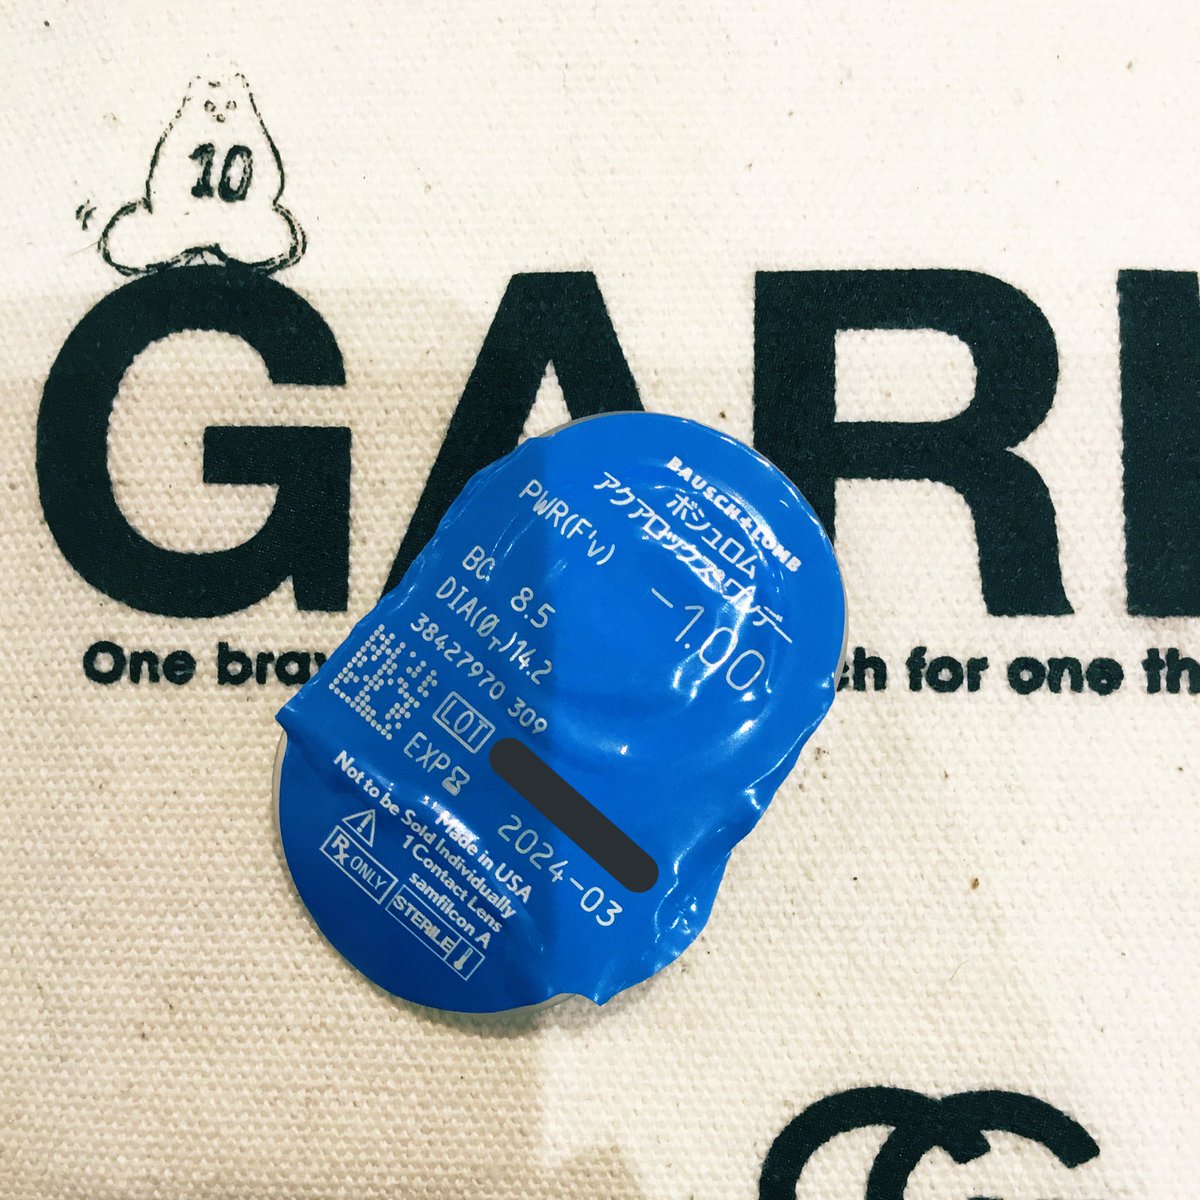 10
GAR
One bra
ch for one th
BAUSCH+LOMB
ボシュロム
アクアロックス ワンデー
PWR(F'v) -1.00
BC 8.5
DIA(ØT)14.2
38427970 309
LOT
EXP 2024-03
Not to be Sold Individually
Made in USA
1 Contact Lens
samfilcon A
Rx ONLY
STERILE